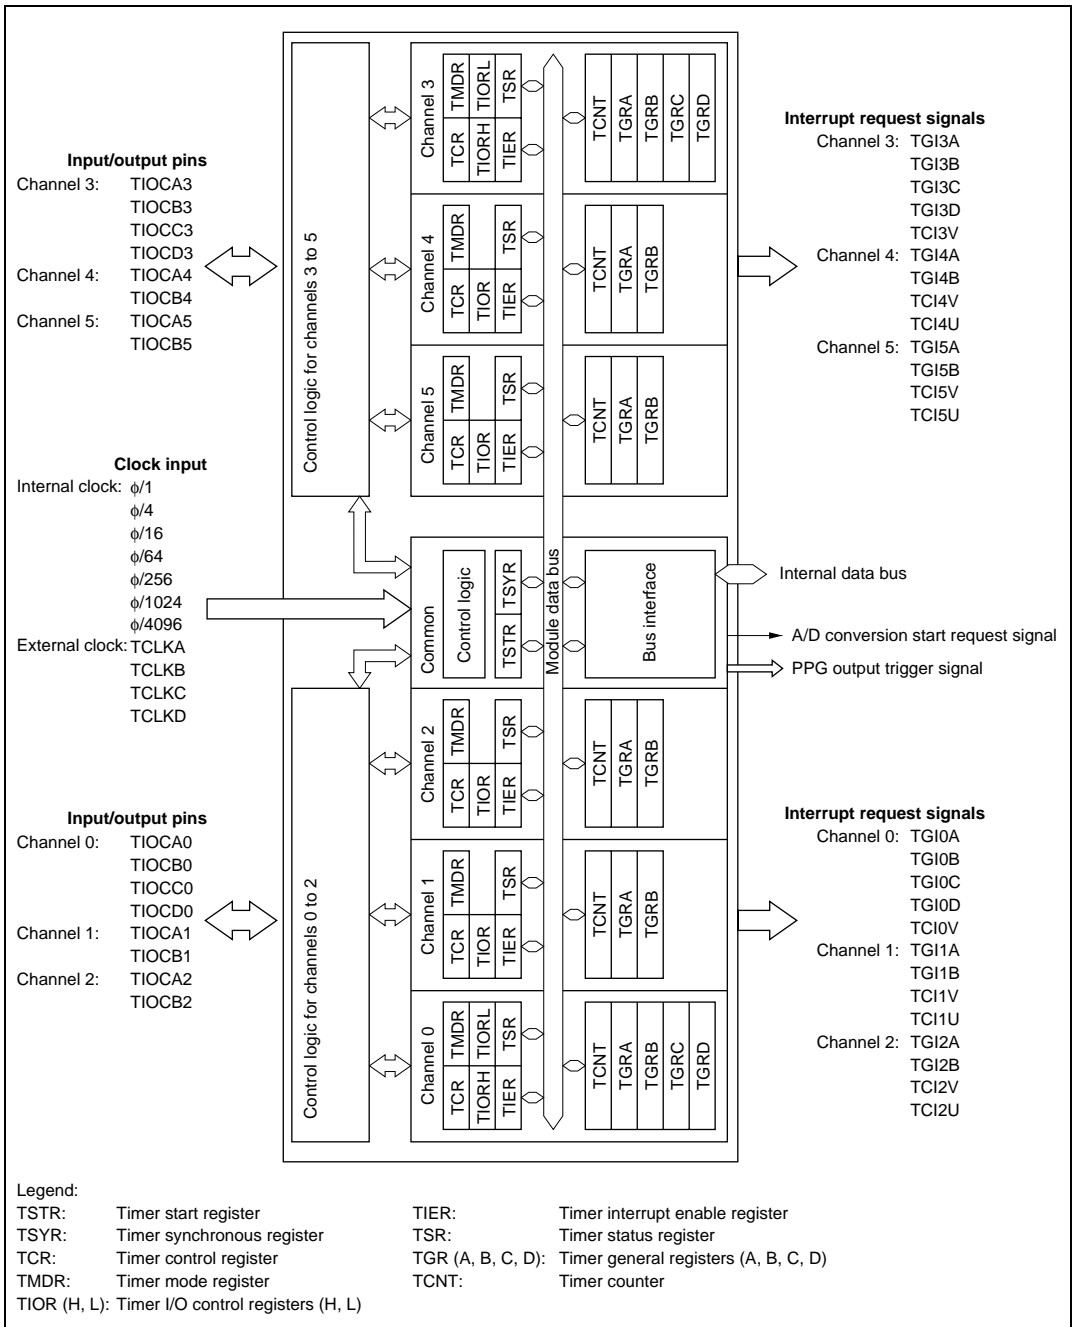 Input/output pins
Channel 3: TIOCA3
TIOCB3
TIOCC3
TIOCD3
Channel 4: TIOCA4
TIOCB4
Channel 5: TIOCA5
TIOCB5
Clock input
Internal clock: ϕ/1
ϕ/4
ϕ/16
ϕ/64
ϕ/256
ϕ/1024
ϕ/4096
External clock: TCLKA
TCLKB
TCLKC
TCLKD
Input/output pins
Channel 0: TIOCA0
TIOCB0
TIOCC0
TIOCD0
Channel 1: TIOCA1
TIOCB1
Channel 2: TIOCA2
TIOCB2
Control logic for channels 3 to 5
Control logic for channels 0 to 2
Channel 3
TCR TMDR
TIORH TIORL
TIER TSR
TCNT
TGRA
TGRB
TGRC
TGRD
Channel 4
TCR TMDR
TIOR
TIER TSR
TCNT
TGRA
TGRB
Channel 5
TCR TMDR
TIOR
TIER TSR
TCNT
TGRA
TGRB
Common
Control logic
TSTR TSYR
Module data bus
Bus interface
Channel 2
TCR TMDR
TIOR
TIER TSR
TCNT
TGRA
TGRB
Channel 1
TCR TMDR
TIOR
TIER TSR
TCNT
TGRA
TGRB
Channel 0
TCR TMDR
TIORH TIORL
TIER TSR
TCNT
TGRA
TGRB
TGRC
TGRD
Interrupt request signals
Channel 3: TGI3A
TGI3B
TGI3C
TGI3D
TCI3V
Channel 4: TGI4A
TGI4B
TCI4V
TCI4U
Channel 5: TGI5A
TGI5B
TCI5V
TCI5U
Internal data bus
A/D conversion start request signal
PPG output trigger signal
Interrupt request signals
Channel 0: TGI0A
TGI0B
TGI0C
TGI0D
TCI0V
Channel 1: TGI1A
TGI1B
TCI1V
TCI1U
Channel 2: TGI2A
TGI2B
TCI2V
TCI2U
Legend:
TSTR: Timer start register
TSYR: Timer synchronous register
TCR: Timer control register
TMDR: Timer mode register
TIOR (H, L): Timer I/O control registers (H, L)
TIER: Timer interrupt enable register
TSR: Timer status register
TGR (A, B, C, D): Timer general registers (A, B, C, D)
TCNT: Timer counter